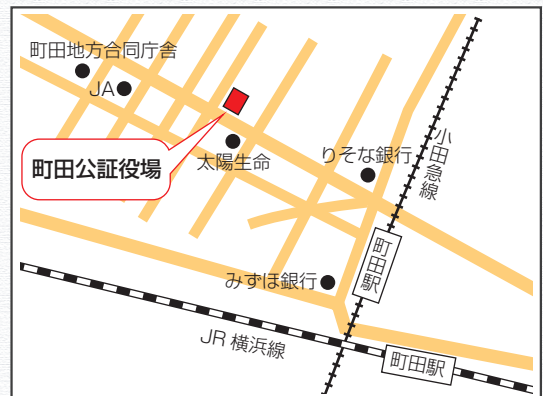 町田地方合同庁舎
JA
町田公証役場
太陽生命
りそな銀行
小田急線
町田駅
みずほ銀行
JR 横浜線
町田駅